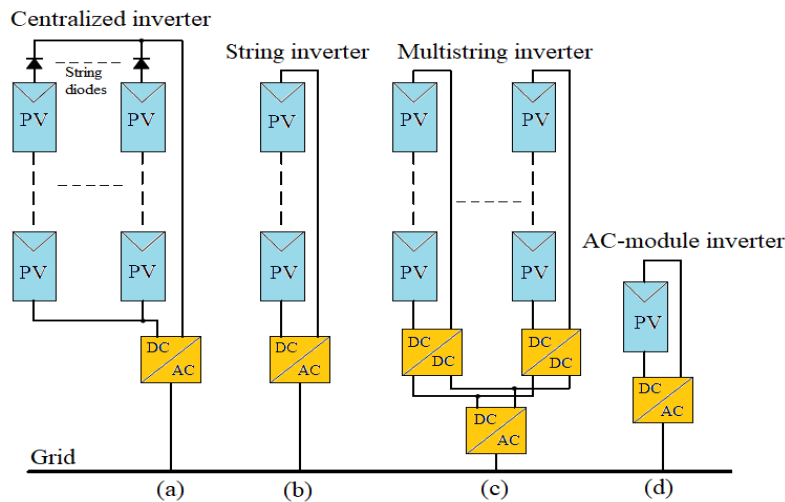 Centralized inverter
String inverter
Multistring inverter
String
diodes
PV
PV
PV
PV
PV
PV
PV
PV
PV
PV
AC-module inverter
PV
DC
AC
DC
AC
DC
DC
DC
DC
DC
AC
DC
AC
Grid
(a)
(b)
(c)
(d)